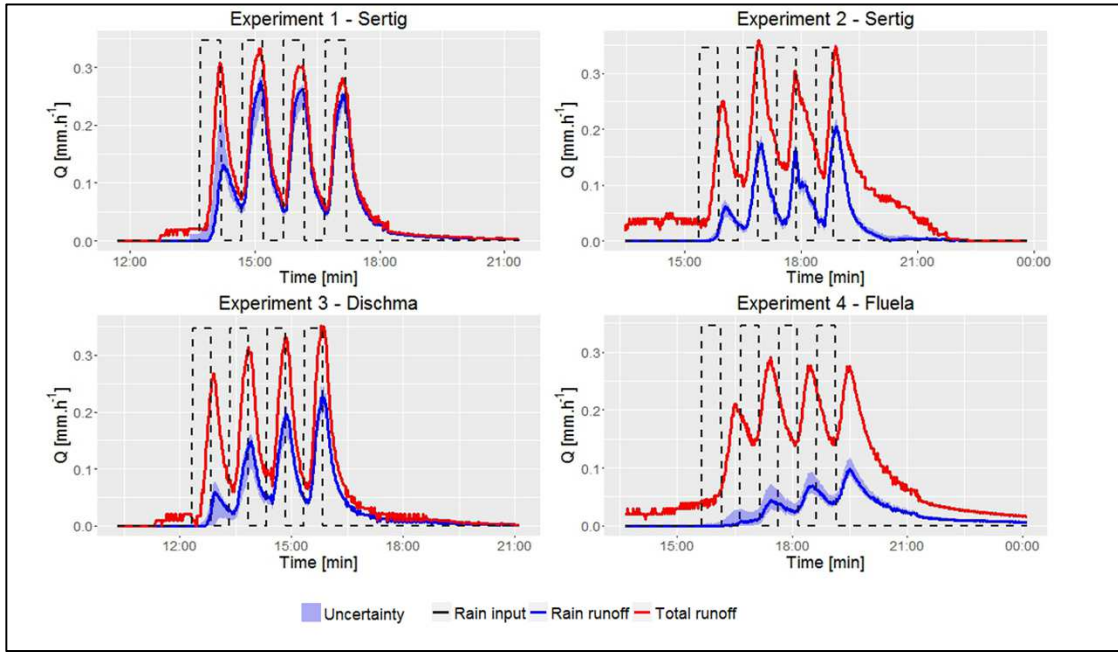 Experiment 1 - Sertig
Experiment 2 - Sertig
Q [mm.h-1]
0.3
0.2
0.1
0.0
12:00 15:00 18:00 21:00
Time [min]
Q [mm.h-1]
0.3
0.2
0.1
0.0
15:00 18:00 21:00 00:00
Time [min]
Experiment 3 - Dischma
Experiment 4 - Fluela
Q [mm.h-1]
0.3
0.2
0.1
0.0
12:00 15:00 18:00 21:00
Time [min]
Q [mm.h-1]
0.3
0.2
0.1
0.0
15:00 18:00 21:00 00:00
Time [min]
Uncertainty Rain input Rain runoff Total runoff